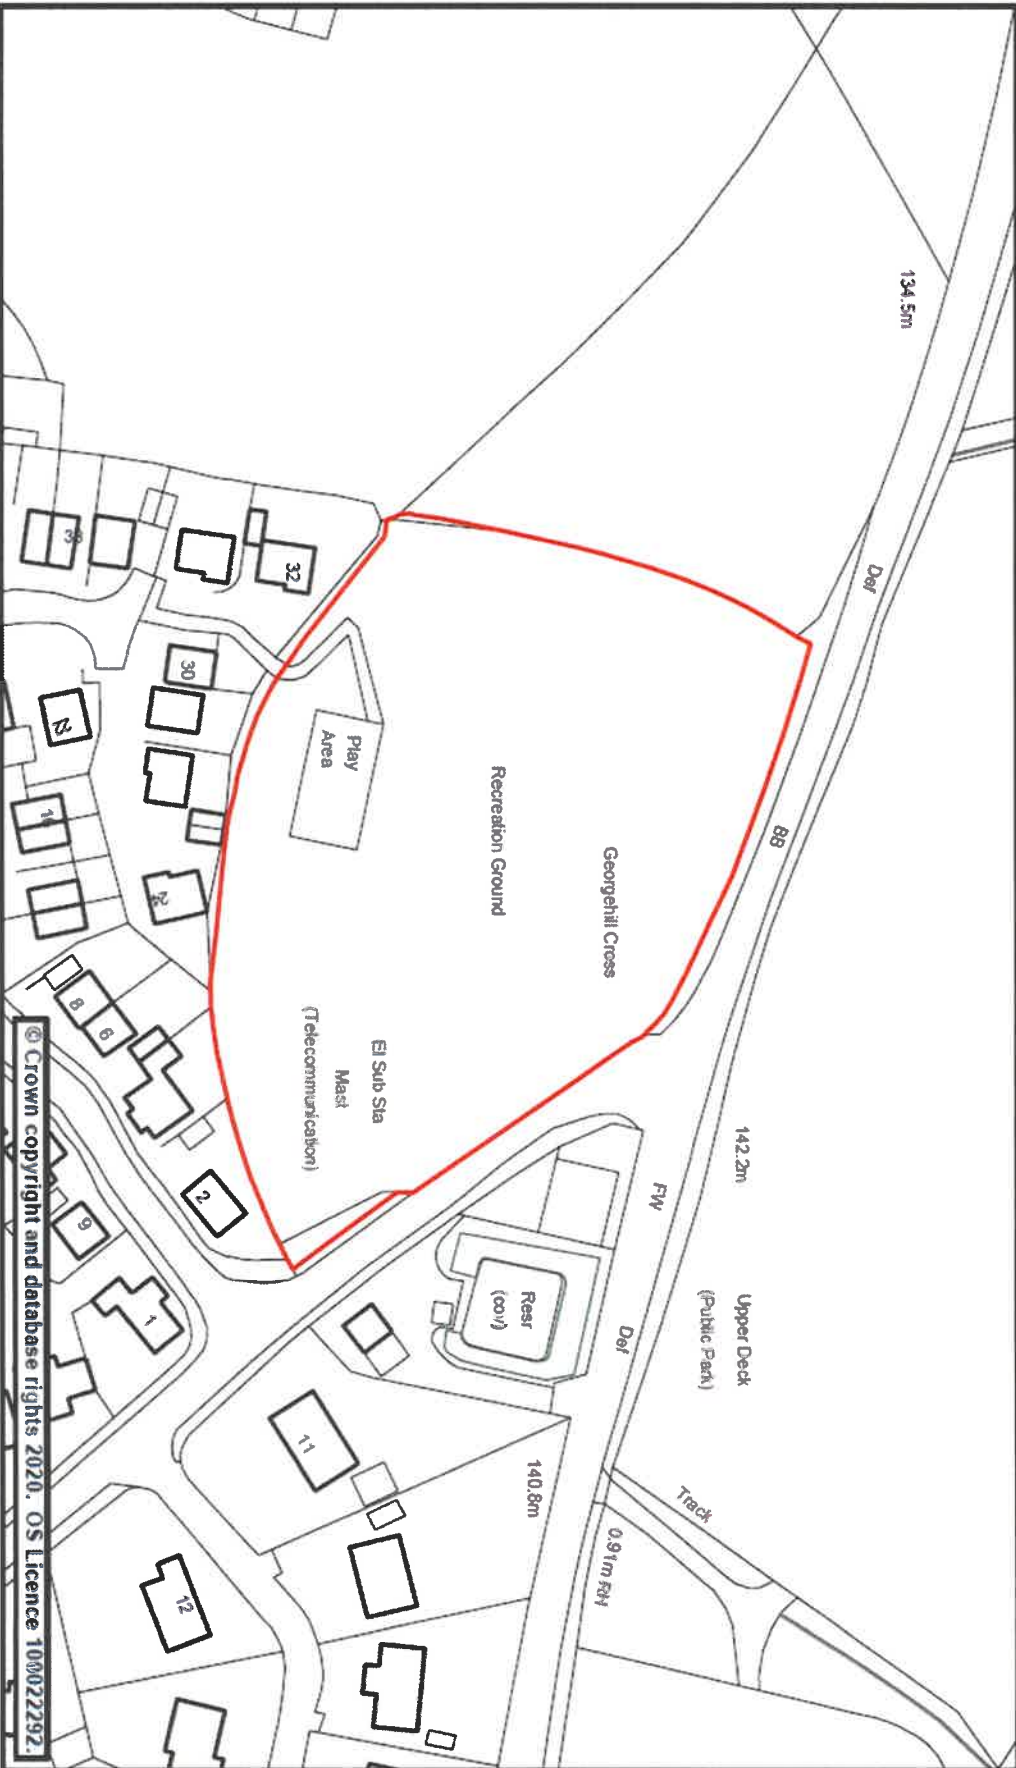 134.5m
Def
BB
142.2m
Upper Deck
(Public Park)
FW
Def
Track
0.91m RH
140.8m
Georgehill Cross
Recreation Ground
Play
Area
El Sub Sta
Mast
(Telecommunication)
Resr
(cov)
32
30
22
24
8
6
2
9
1
11
12
© Crown copyright and database rights 2020. OS Licence 100022292.